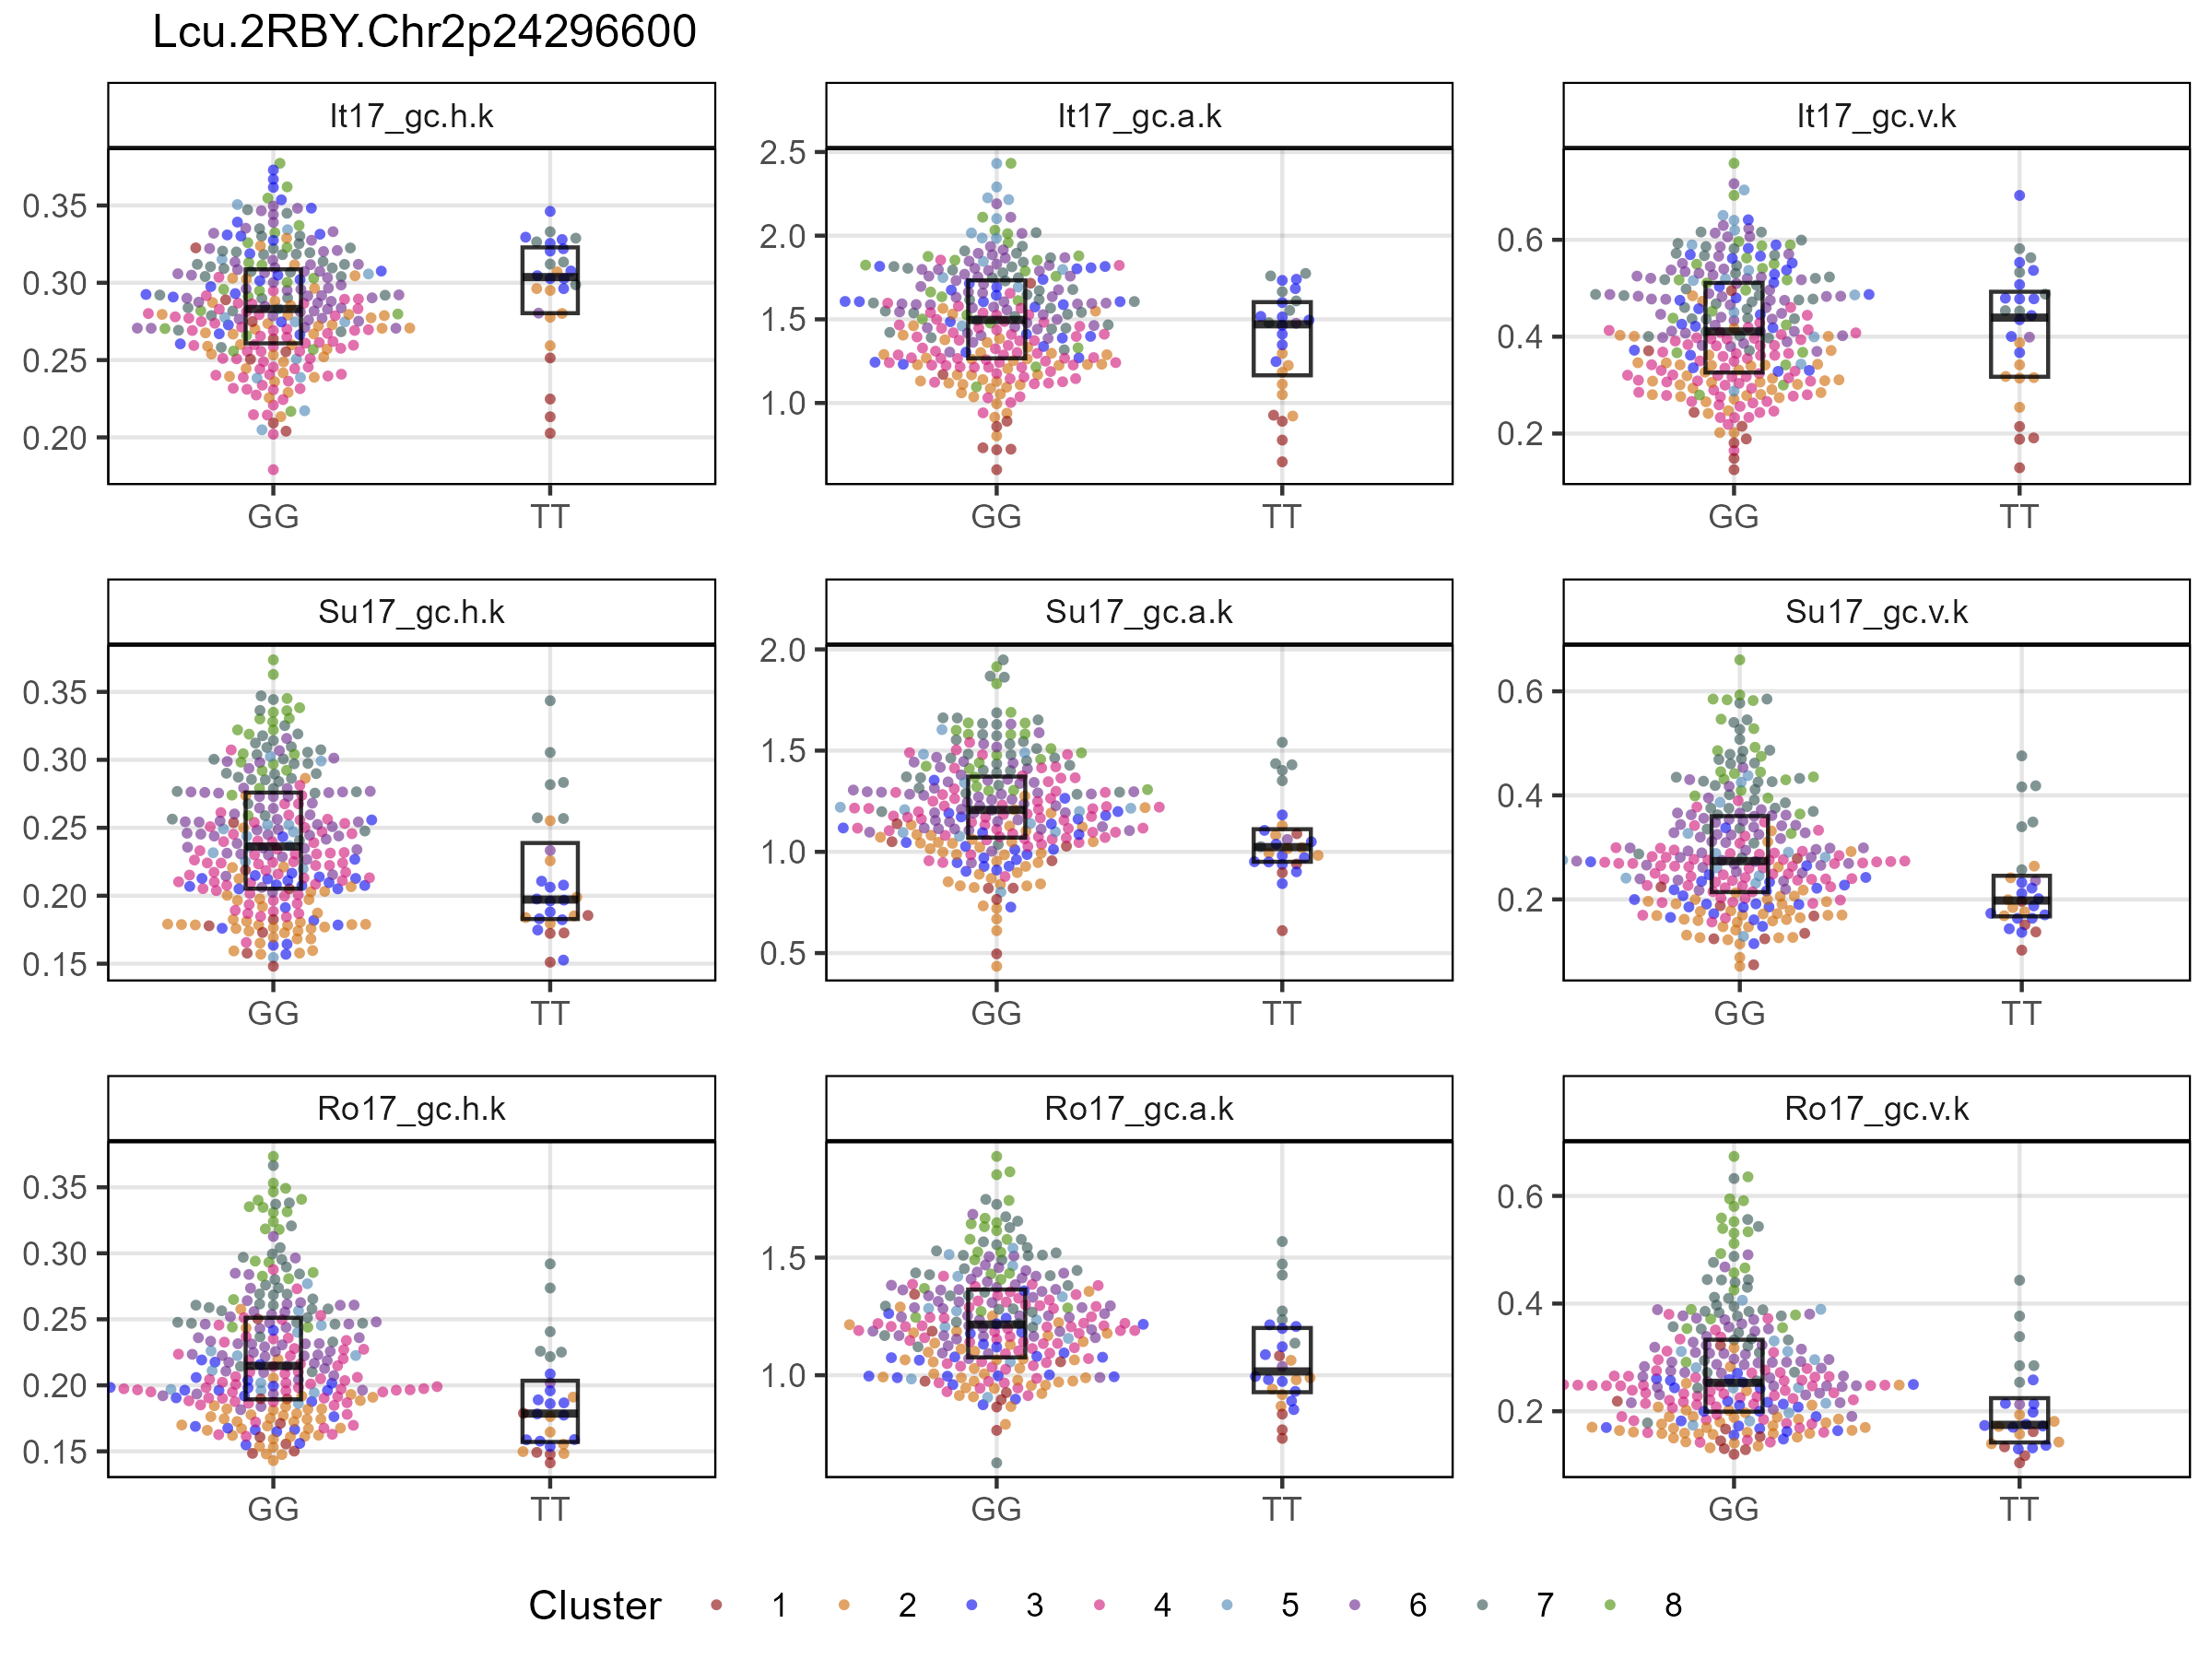 Lcu.2RBY.Chr2p24296600
It17_gc.h.k
It17_gc.a.k
It17_gc.v.k
0.35
0.30
0.25
0.20
GG
TT
2.5
2.0
1.5
1.0
GG
TT
0.6
0.4
0.2
GG
TT
Su17_gc.h.k
Su17_gc.a.k
Su17_gc.v.k
0.35
0.30
0.25
0.20
0.15
GG
TT
2.0
1.5
1.0
0.5
GG
TT
0.6
0.4
0.2
GG
TT
Ro17_gc.h.k
Ro17_gc.a.k
Ro17_gc.v.k
0.35
0.30
0.25
0.20
0.15
GG
TT
1.5
1.0
GG
TT
0.6
0.4
0.2
GG
TT
Cluster 1 2 3 4 5 6 7 8